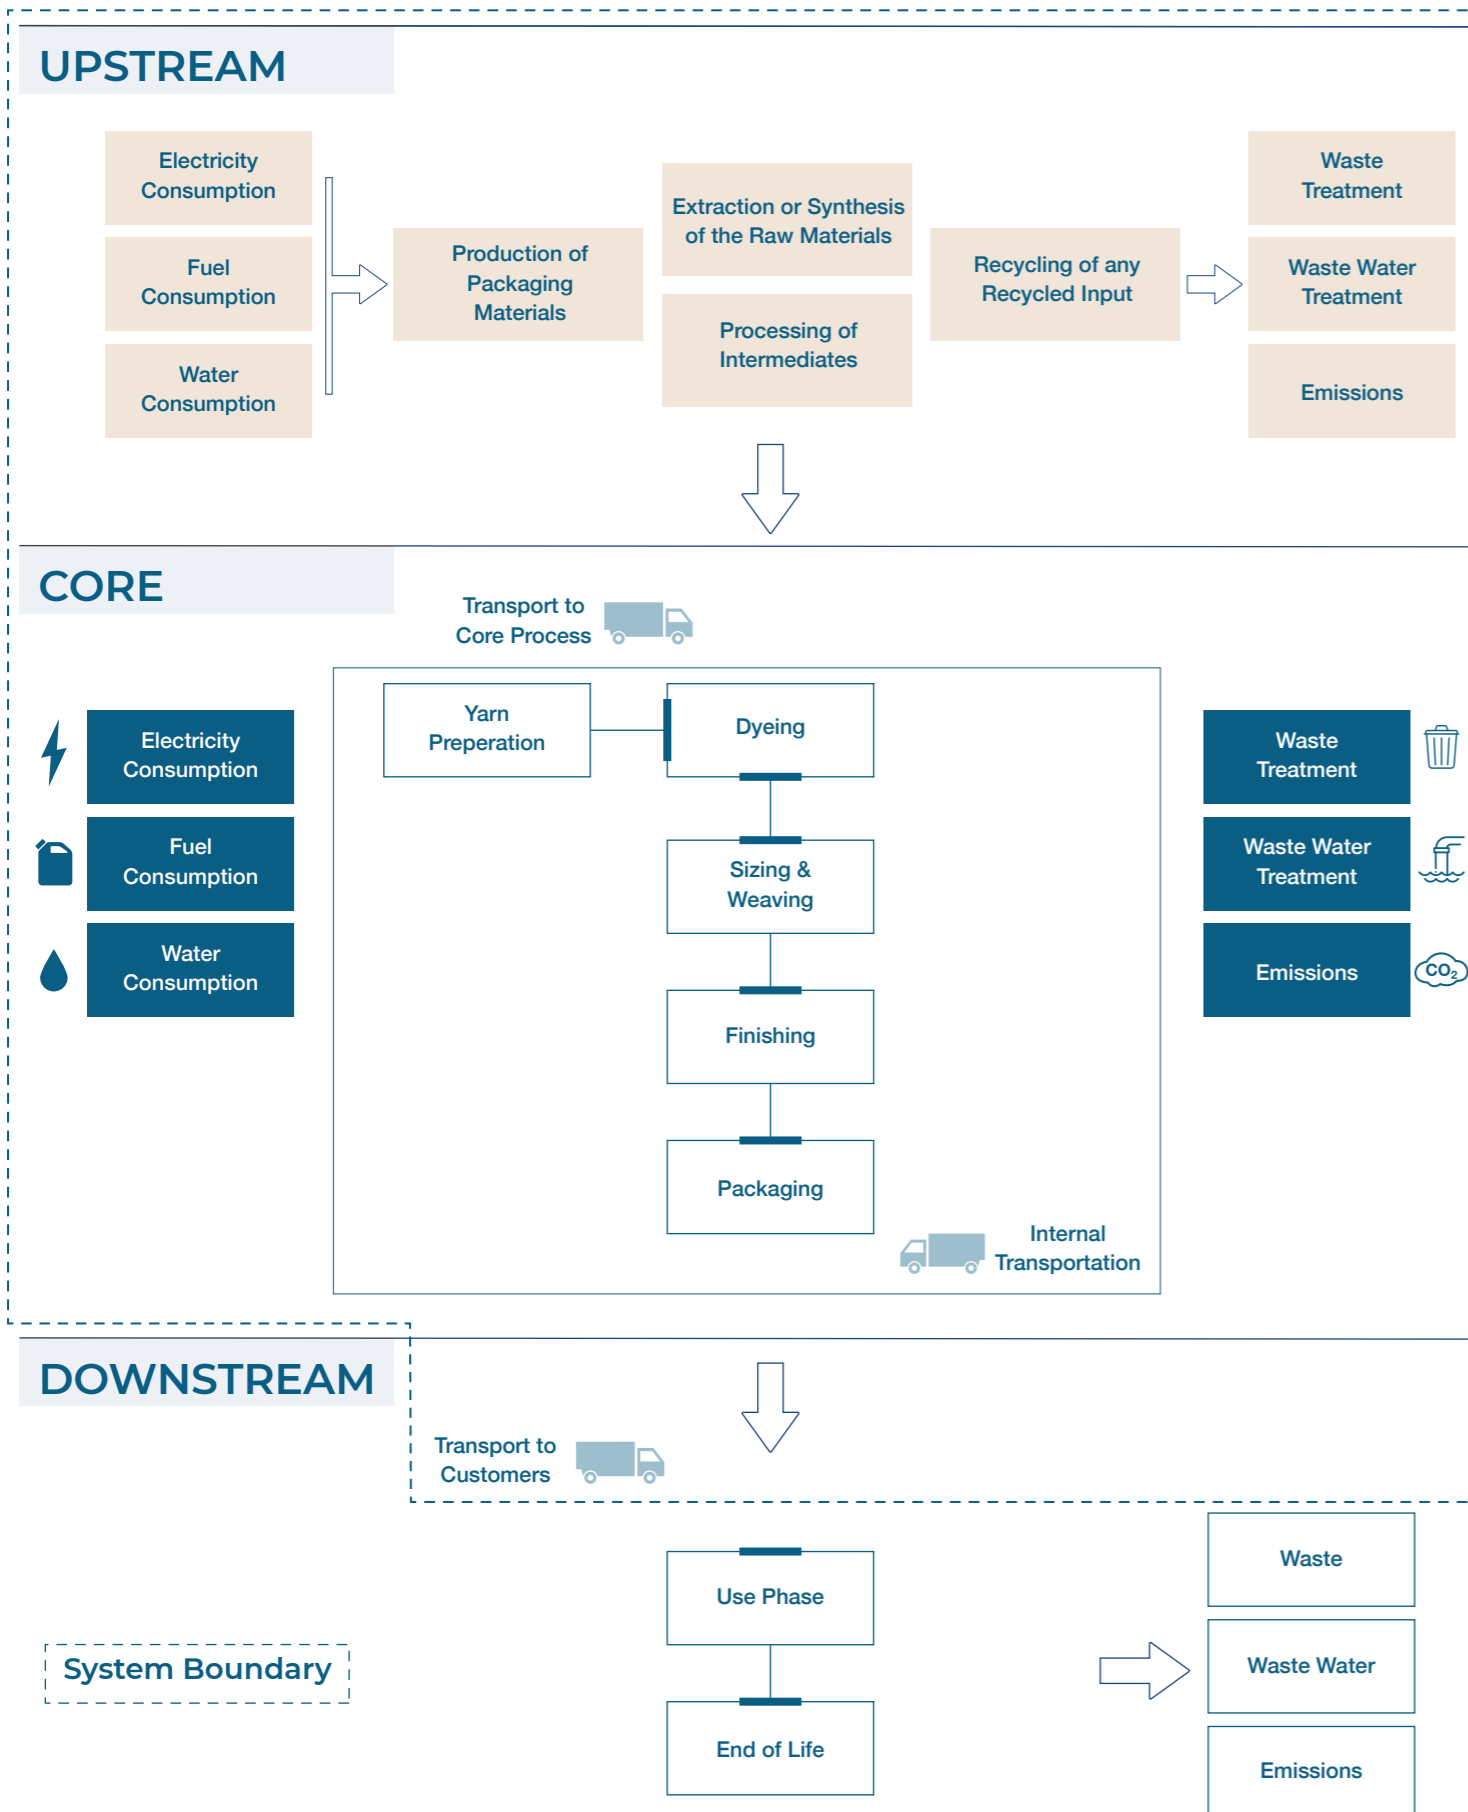 UPSTREAM
Electricity
Consumption
Fuel
Consumption
Water
Consumption
Production of
Packaging
Materials
Extraction or Synthesis
of the Raw Materials
Processing of
Intermediates
Recycling of any
Recycled Input
Waste
Treatment
Waste Water
Treatment
Emissions
CORE
Transport to
Core Process
Electricity
Consumption
Fuel
Consumption
Water
Consumption
Yarn
Preperation
Dyeing
Sizing &
Weaving
Finishing
Packaging
Internal
Transportation
Waste
Treatment
Waste Water
Treatment
Emissions
CO₂
DOWNSTREAM
Transport to
Customers
Use Phase
End of Life
Waste
Waste Water
Emissions
System Boundary